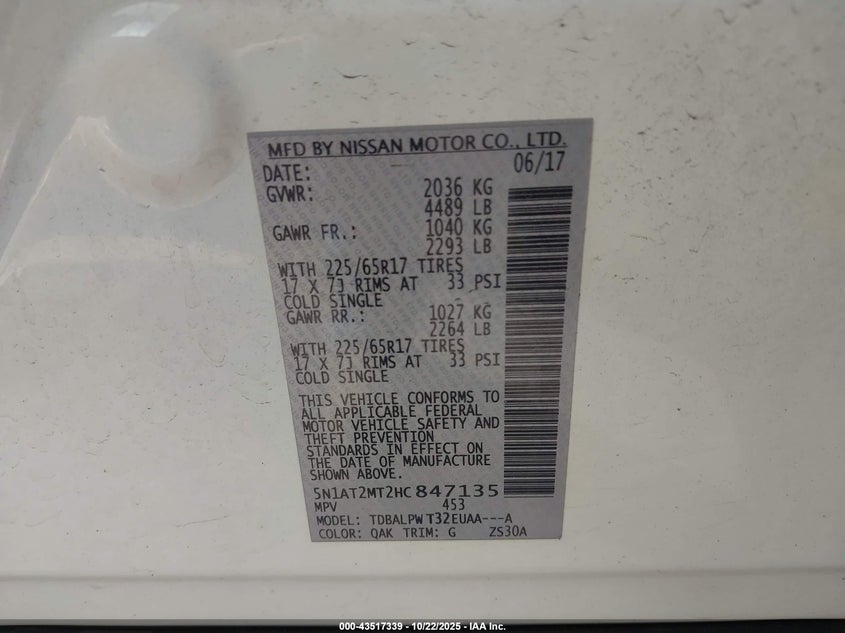 MFD BY NISSAN MOTOR CO., LTD.
DATE: 06/17
GVWR: 2036 KG
4489 LB
GAWR FR.: 1040 KG
2293 LB
WITH 225/65R17 TIRES
17 X 7J RIMS AT 33 PSI
COLD SINGLE
GAWR RR.: 1027 KG
2264 LB
WITH 225/65R17 TIRES
17 X 7J RIMS AT 33 PSI
COLD SINGLE
THIS VEHICLE CONFORMS TO
ALL APPLICABLE FEDERAL
MOTOR VEHICLE SAFETY AND
THEFT PREVENTION
STANDARDS IN EFFECT ON
THE DATE OF MANUFACTURE
SHOWN ABOVE.
5N1AT2MT2HC847135
MPV 453
MODEL: TDBALPW T32EUAA---A
COLOR: QAK TRIM: G ZS30A
000-43517339 - 10/22/2025 - IAA Inc.